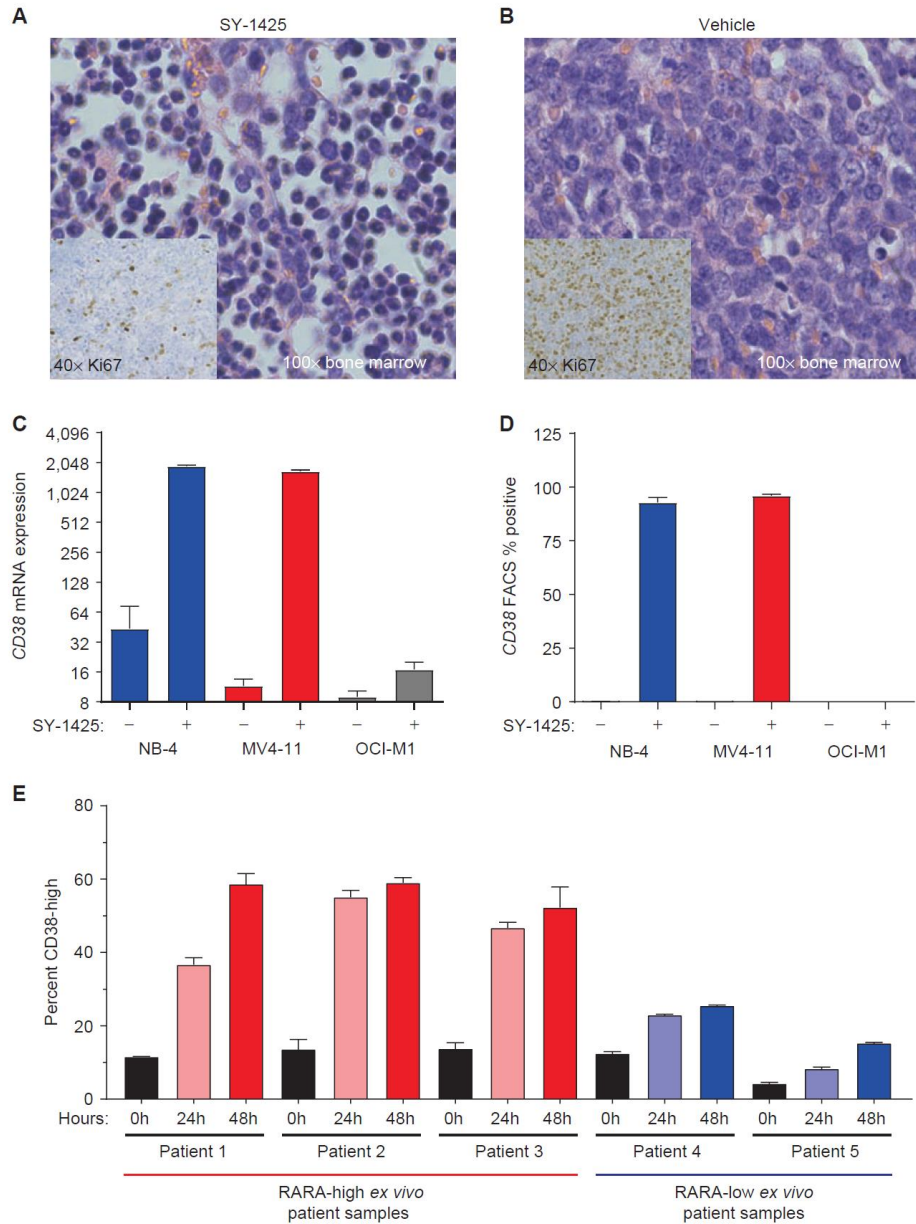 A
SY-1425
40× Ki67
100× bone marrow
B
Vehicle
40× Ki67
100× bone marrow
C
CD38 mRNA expression
4,096
2,048
1,024
512
256
128
64
32
16
8
SY-1425: − + − + − +
NB-4 MV4-11 OCI-M1
D
CD38 FACS % positive
125
100
75
50
25
0
SY-1425: − + − + − +
NB-4 MV4-11 OCI-M1
E
Percent CD38-high
80
60
40
20
0
Hours: 0h 24h 48h 0h 24h 48h 0h 24h 48h 0h 24h 48h 0h 24h 48h
Patient 1 Patient 2 Patient 3 Patient 4 Patient 5
RARA-high ex vivo
patient samples
RARA-low ex vivo
patient samples